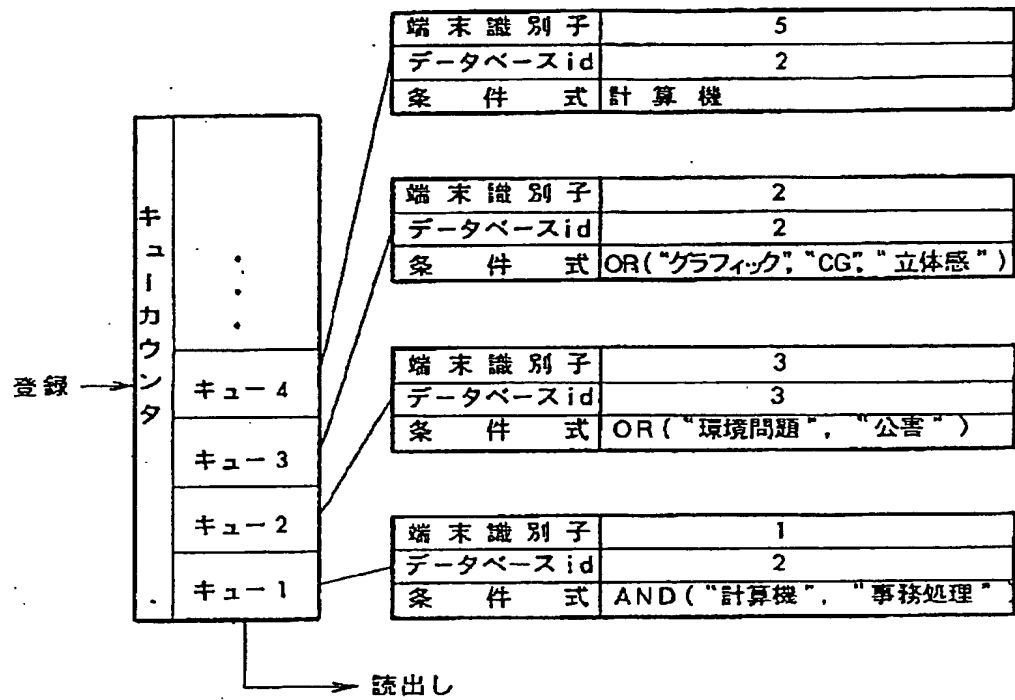 端末識別子 5
データベースid 2
条件式 計算機
端末識別子 2
データベースid 2
条件式 OR("グラフィック", "CG", "立体感")
端末識別子 3
データベースid 3
条件式 OR("環境問題", "公害")
端末識別子 1
データベースid 2
条件式 AND("計算機", "事務処理")
キューカウンタ
登録
キュー4
キュー3
キュー2
キュー1
読出し